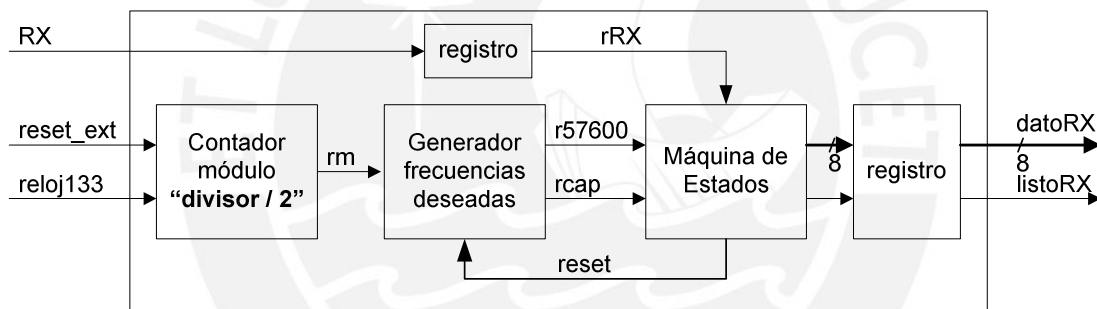 RX
registro
rRX
reset_ext
reloj133
Contador
módulo
“divisor / 2”
rm
Generador
frecuencias
deseadas
r57600
rcap
Máquina de
Estados
8
registro
datoRX
8
listoRX
reset